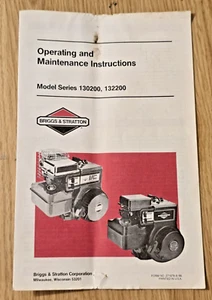 Operating and
Maintenance Instructions
Model Series 130200, 132200
BRIGGS & STRATTON
Briggs & Stratton Corporation
Milwaukee, Wisconsin 53201